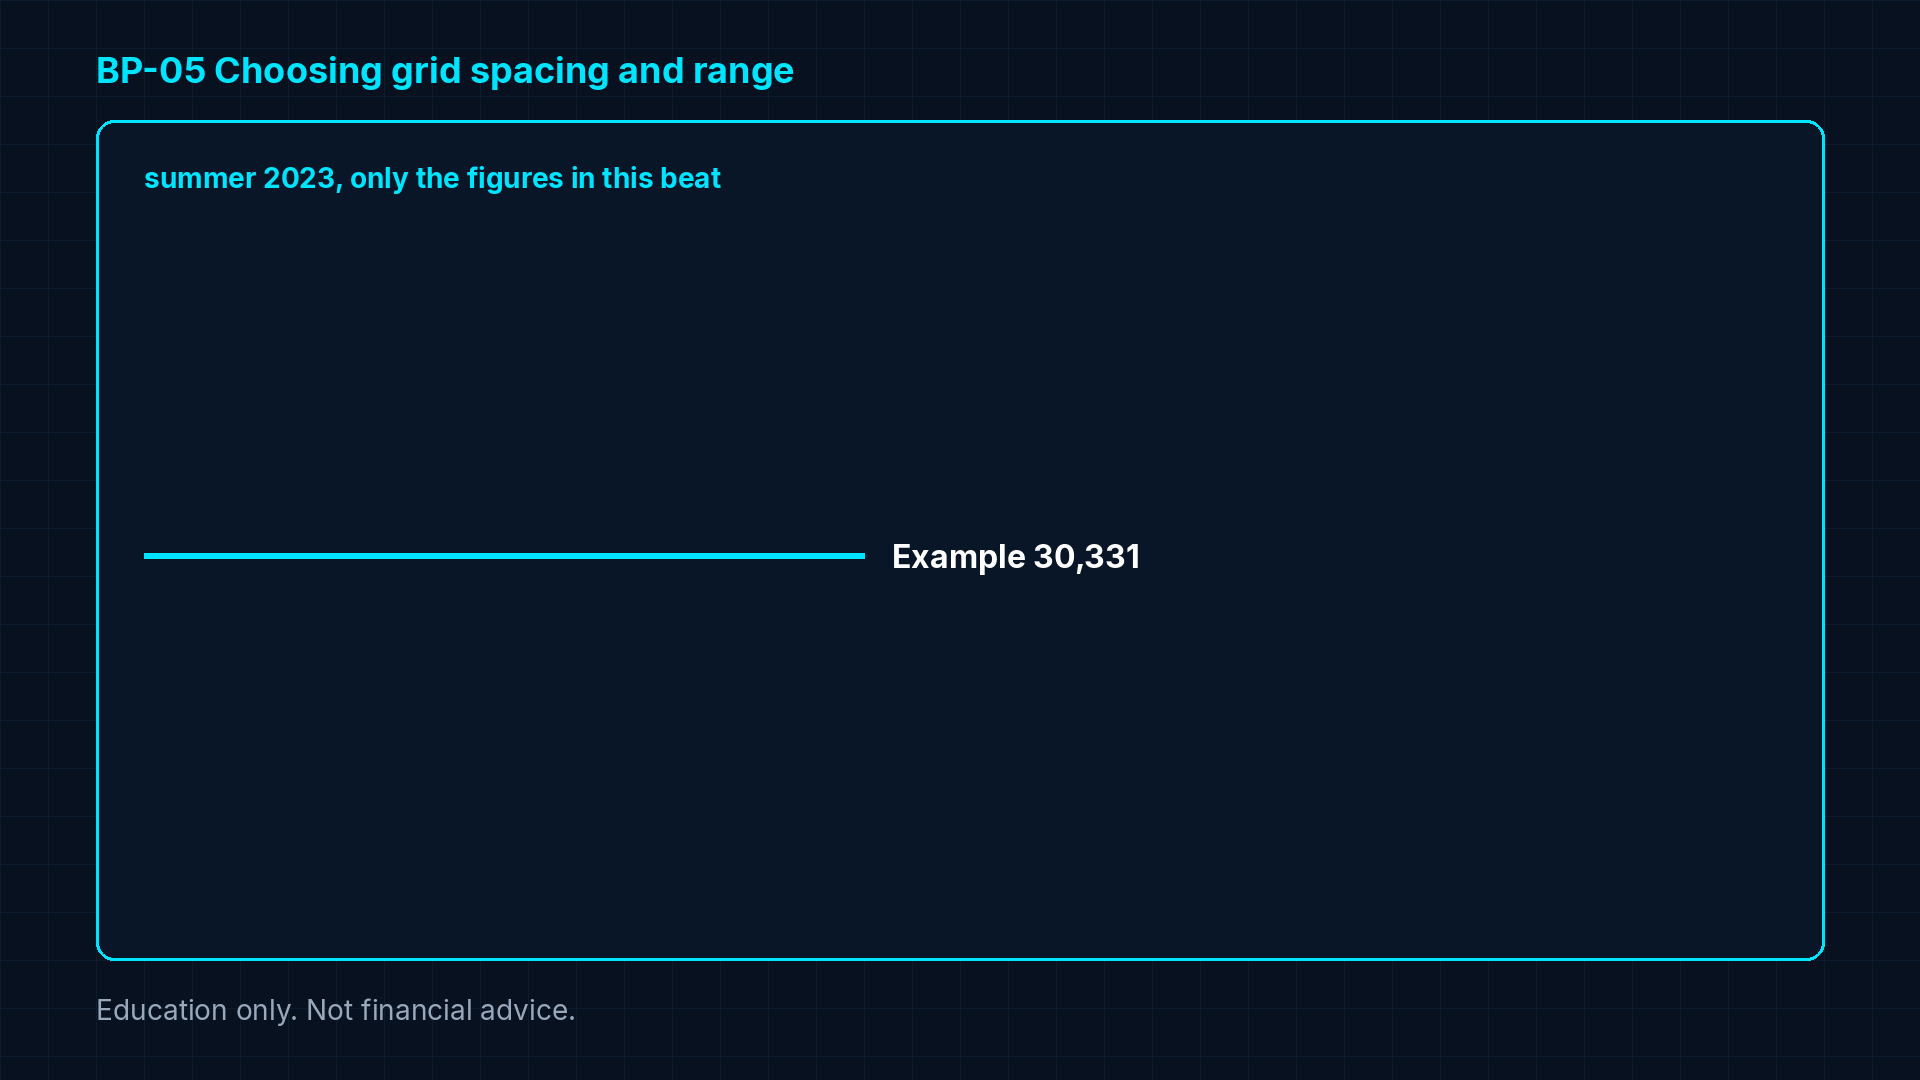 BP-05 Choosing grid spacing and range
summer 2023, only the figures in this beat
Example 30,331
Education only. Not financial advice.